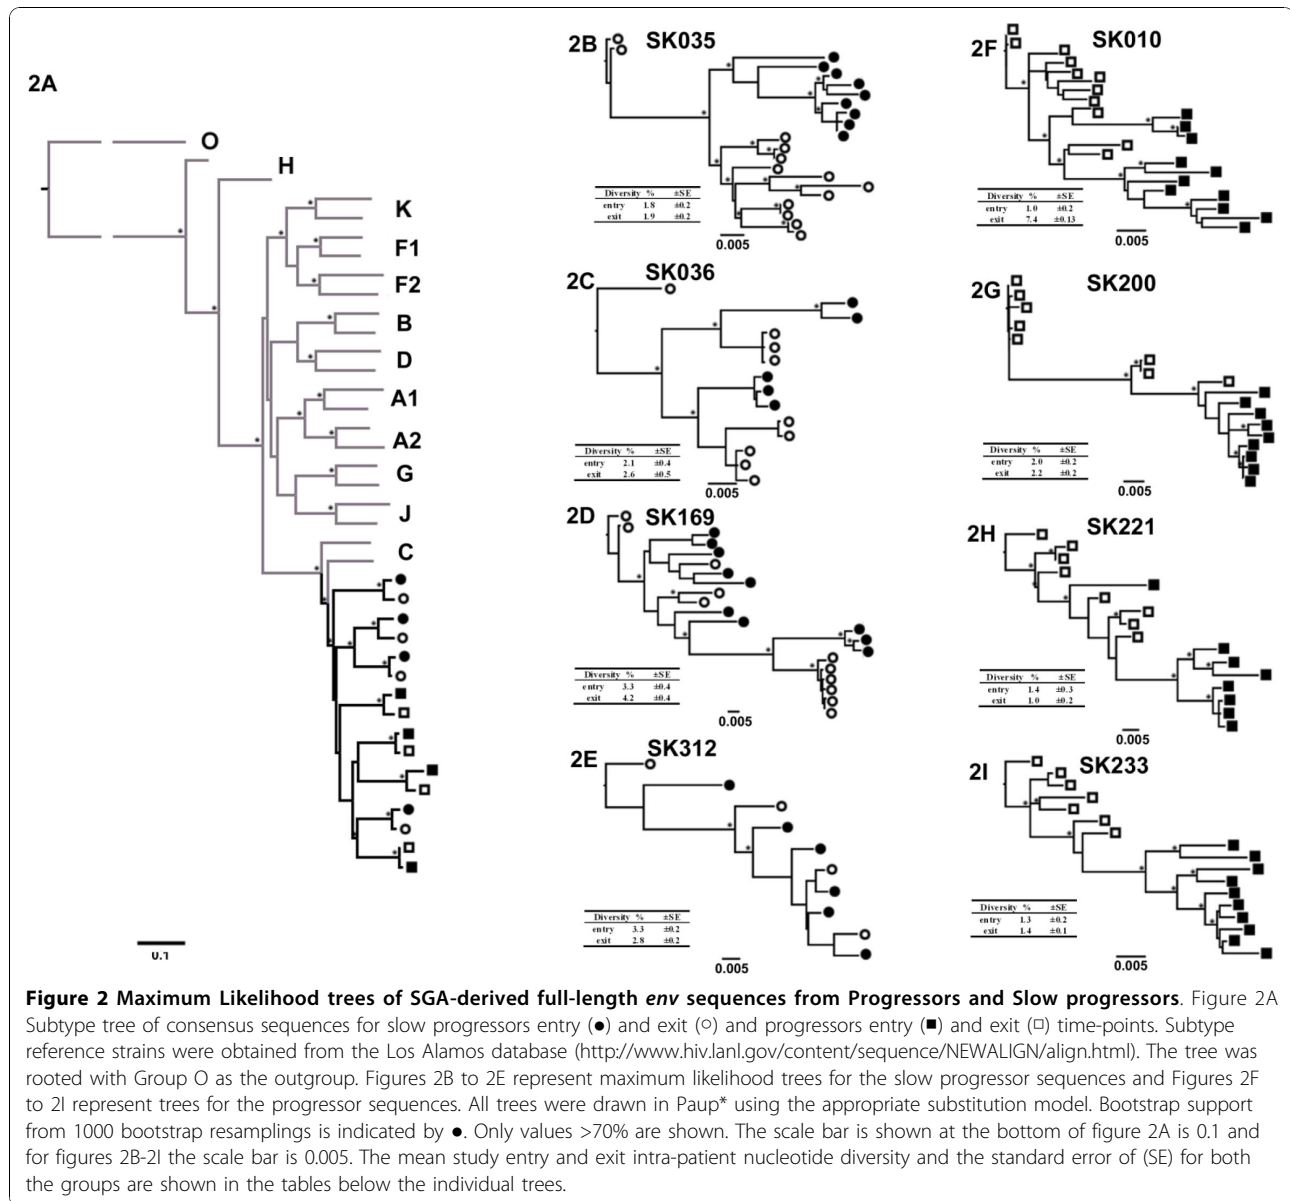 2A
O
H
K
F1
F2
B
D
A1
A2
G
J
C
0.1
2B SK035
Diversity % ±SE
entry 1.8 ±0.2
exit 1.9 ±0.2
0.005
2C SK036
Diversity % ±SE
entry 2.1 ±0.4
exit 2.6 ±0.5
0.005
2D SK169
Diversity % ±SE
entry 3.3 ±0.4
exit 4.2 ±0.4
0.005
2E SK312
Diversity % ±SE
entry 3.3 ±0.2
exit 2.8 ±0.2
0.005
2F SK010
Diversity % ±SE
entry 1.0 ±0.2
exit 7.4 ±0.13
0.005
2G SK200
Diversity % ±SE
entry 2.0 ±0.2
exit 2.2 ±0.2
0.005
2H SK221
Diversity % ±SE
entry 1.4 ±0.3
exit 1.0 ±0.2
0.005
2I SK233
Diversity % ±SE
entry 1.3 ±0.2
exit 1.4 ±0.1
0.005
Figure 2 Maximum Likelihood trees of SGA-derived full-length env sequences from Progressors and Slow progressors. Figure 2A
Subtype tree of consensus sequences for slow progressors entry (●) and exit (○) and progressors entry (■) and exit (□) time-points. Subtype
reference strains were obtained from the Los Alamos database (http://www.hiv.lanl.gov/content/sequence/NEWALIGN/align.html). The tree was
rooted with Group O as the outgroup. Figures 2B to 2E represent maximum likelihood trees for the slow progressor sequences and Figures 2F
to 2I represent trees for the progressor sequences. All trees were drawn in Paup* using the appropriate substitution model. Bootstrap support
from 1000 bootstrap resamplings is indicated by ●. Only values >70% are shown. The scale bar is shown at the bottom of figure 2A is 0.1 and
for figures 2B-2I the scale bar is 0.005. The mean study entry and exit intra-patient nucleotide diversity and the standard error of (SE) for both
the groups are shown in the tables below the individual trees.